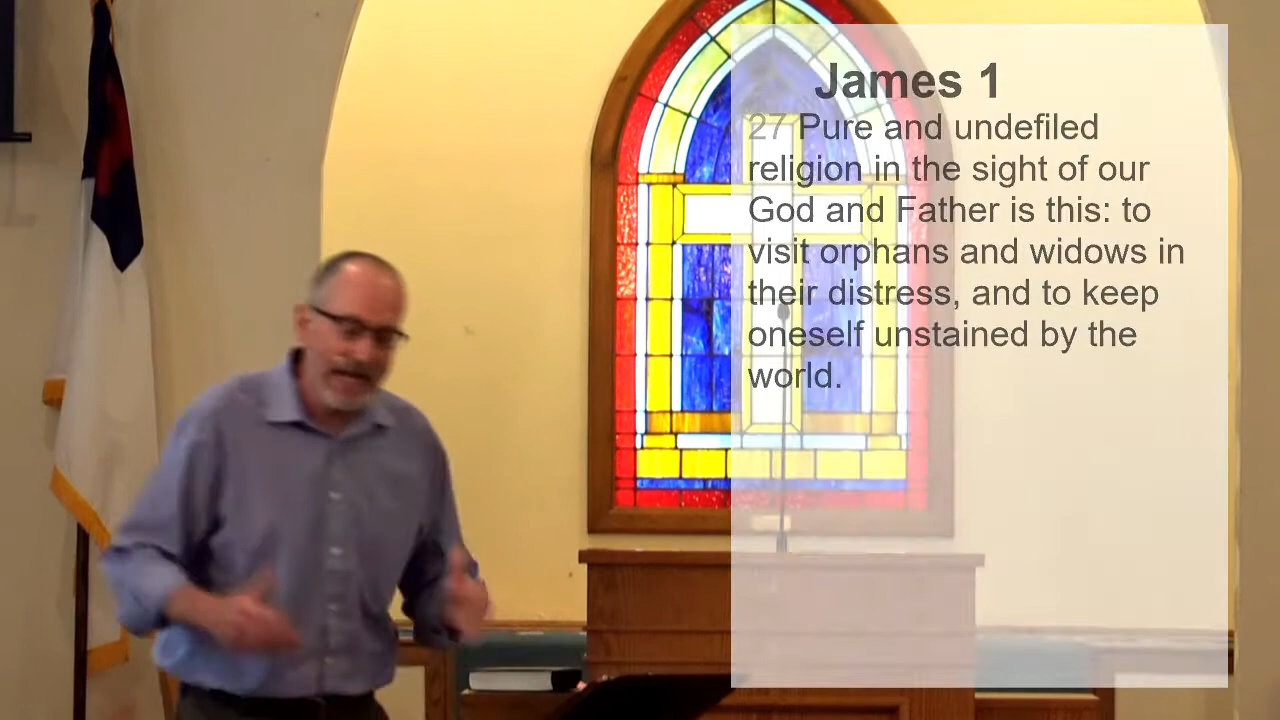 James 1
27 Pure and undefiled
religion in the sight of our
God and Father is this: to
visit orphans and widows in
their distress, and to keep
oneself unstained by the
world.